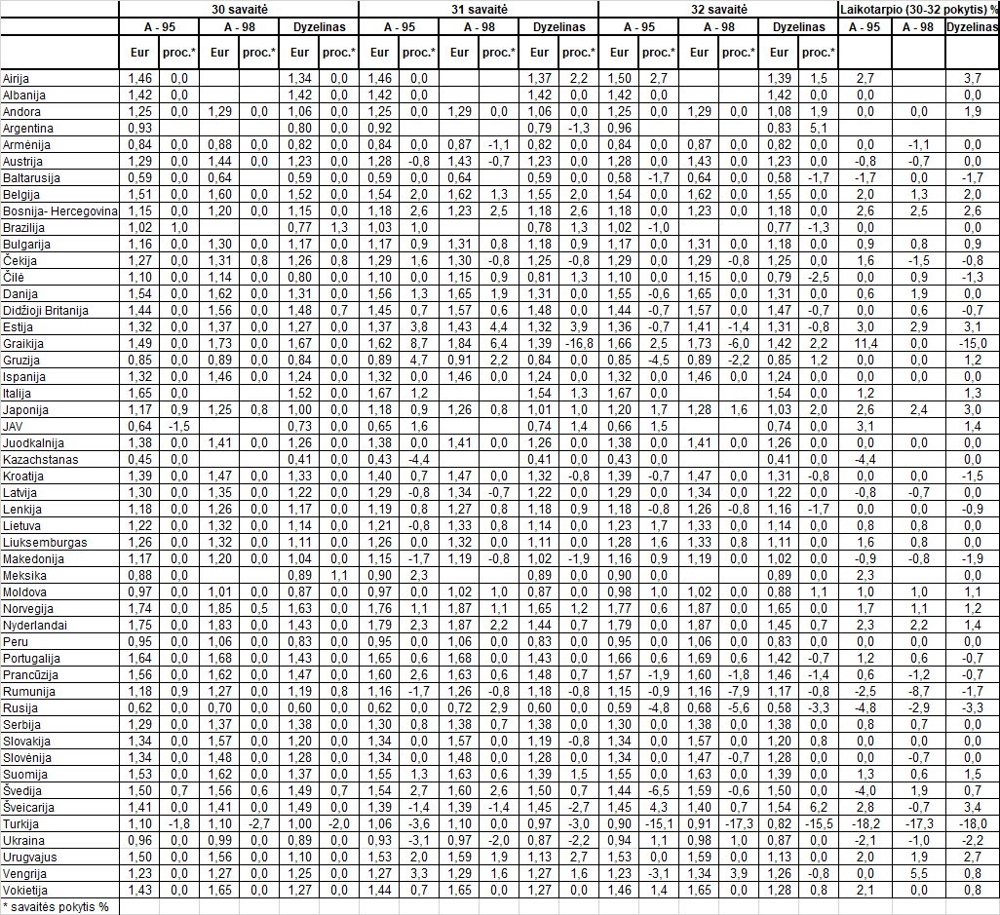 30 savaitė 31 savaitė 32 savaitė Laikotarpio (30-32 pokytis) %
A - 95 A - 98 Dyzelinas A - 95 A - 98 Dyzelinas A - 95 A - 98 Dyzelinas A - 95 A - 98 Dyzelinas
Eur proc.* Eur proc.* Eur proc.* Eur proc.* Eur proc.* Eur proc.* Eur proc.* Eur proc.* Eur proc.*
Airija 1,46 0,0 1,34 0,0 1,46 0,0 1,37 2,2 1,50 2,7 1,39 1,5 2,7 3,7
Albanija 1,42 0,0 1,42 0,0 1,42 0,0 1,42 0,0 1,42 0,0 1,42 0,0 0,0 0,0
Andora 1,25 0,0 1,29 0,0 1,06 0,0 1,25 0,0 1,29 0,0 1,06 0,0 1,25 0,0 1,29 0,0 1,08 1,9 0,0 0,0 1,9
Argentina 0,93 0,80 0,0 0,92 0,79 -1,3 0,96 0,83 5,1
Armėnija 0,84 0,0 0,88 0,0 0,82 0,0 0,84 0,0 0,87 -1,1 0,82 0,0 0,84 0,0 0,87 0,0 0,82 0,0 0,0 -1,1 0,0
Austrija 1,29 0,0 1,44 0,0 1,23 0,0 1,28 -0,8 1,43 -0,7 1,23 0,0 1,28 0,0 1,43 0,0 1,23 0,0 -0,8 -0,7 0,0
Baltarusija 0,59 0,0 0,64 0,59 0,0 0,59 0,0 0,64 0,59 0,0 0,58 -1,7 0,64 0,0 0,58 -1,7 -1,7 0,0 -1,7
Belgija 1,51 0,0 1,60 0,0 1,52 0,0 1,54 2,0 1,62 1,3 1,55 2,0 1,54 0,0 1,62 0,0 1,55 0,0 2,0 1,3 2,0
Bosnija- Hercegovina 1,15 0,0 1,20 0,0 1,15 0,0 1,18 2,6 1,23 2,5 1,18 2,6 1,18 0,0 1,23 0,0 1,18 0,0 2,6 2,5 2,6
Brazilija 1,02 1,0 0,77 1,3 1,03 1,0 0,78 1,3 1,02 -1,0 0,77 -1,3 0,0 0,0
Bulgarija 1,16 0,0 1,30 0,0 1,17 0,0 1,17 0,9 1,31 0,8 1,18 0,9 1,17 0,0 1,31 0,0 1,18 0,0 0,9 0,8 0,9
Čekija 1,27 0,0 1,31 0,8 1,26 0,8 1,29 1,6 1,30 -0,8 1,25 -0,8 1,29 0,0 1,29 -0,8 1,25 0,0 1,6 -1,5 -0,8
Čilė 1,10 0,0 1,14 0,0 0,80 0,0 1,10 0,0 1,15 0,9 0,81 1,3 1,10 0,0 1,15 0,0 0,79 -2,5 0,0 0,9 -1,3
Danija 1,54 0,0 1,62 0,0 1,31 0,0 1,56 1,3 1,65 1,9 1,31 0,0 1,55 -0,6 1,65 0,0 1,31 0,0 0,6 1,9 0,0
Didžioji Britanija 1,44 0,0 1,56 0,0 1,48 0,7 1,45 0,7 1,57 0,6 1,48 0,0 1,44 -0,7 1,57 0,0 1,47 -0,7 0,0 0,6 -0,7
Estija 1,32 0,0 1,37 0,0 1,27 0,0 1,37 3,8 1,43 4,4 1,32 3,9 1,36 -0,7 1,41 -1,4 1,31 -0,8 3,0 2,9 3,1
Graikija 1,49 0,0 1,73 0,0 1,67 0,0 1,62 8,7 1,84 6,4 1,39 -16,8 1,66 2,5 1,73 -6,0 1,42 2,2 11,4 0,0 -15,0
Gruzija 0,85 0,0 0,89 0,0 0,84 0,0 0,89 4,7 0,91 2,2 0,84 0,0 0,85 -4,5 0,89 -2,2 0,85 1,2 0,0 0,0 1,2
Ispanija 1,32 0,0 1,46 0,0 1,24 0,0 1,32 0,0 1,46 0,0 1,24 0,0 1,32 0,0 1,46 0,0 1,24 0,0 0,0 0,0 0,0
Italija 1,65 0,0 1,52 0,0 1,67 1,2 1,54 1,3 1,67 0,0 1,54 0,0 1,2 1,3
Japonija 1,17 0,9 1,25 0,8 1,00 0,0 1,18 0,9 1,26 0,8 1,01 1,0 1,20 1,7 1,28 1,6 1,03 2,0 2,6 2,4 3,0
JAV 0,64 -1,5 0,73 0,0 0,65 1,6 0,74 1,4 0,66 1,5 0,74 0,0 3,1 1,4
Juodkalnija 1,38 0,0 1,41 0,0 1,26 0,0 1,38 0,0 1,41 0,0 1,26 0,0 1,38 0,0 1,41 0,0 1,26 0,0 0,0 0,0 0,0
Kazachstanas 0,45 0,0 0,41 0,0 0,43 -4,4 0,41 0,0 0,43 0,0 0,41 0,0 -4,4 0,0
Kroatija 1,39 0,0 1,47 0,0 1,33 0,0 1,40 0,7 1,47 0,0 1,32 -0,8 1,39 -0,7 1,47 0,0 1,31 -0,8 0,0 0,0 -1,5
Latvija 1,30 0,0 1,35 0,0 1,22 0,0 1,29 -0,8 1,34 -0,7 1,22 0,0 1,29 0,0 1,34 0,0 1,22 0,0 -0,8 -0,7 0,0
Lenkija 1,18 0,0 1,26 0,0 1,17 0,0 1,19 0,8 1,27 0,8 1,18 0,9 1,18 -0,8 1,26 -0,8 1,16 -1,7 0,0 0,0 -0,9
Lietuva 1,22 0,0 1,32 0,0 1,14 0,0 1,21 -0,8 1,33 0,8 1,14 0,0 1,23 1,7 1,33 0,0 1,14 0,0 0,8 0,8 0,0
Liuksemburgas 1,26 0,0 1,32 0,0 1,11 0,0 1,26 0,0 1,32 0,0 1,11 0,0 1,28 1,6 1,33 0,8 1,11 0,0 1,6 0,8 0,0
Makedonija 1,17 0,0 1,20 0,0 1,04 0,0 1,15 -1,7 1,19 -0,8 1,02 -1,9 1,16 0,9 1,19 0,0 1,02 0,0 -0,9 -0,8 -1,9
Meksika 0,88 0,0 0,89 1,1 0,90 2,3 0,89 0,0 0,90 0,0 0,89 0,0 2,3 0,0
Moldova 0,97 0,0 1,01 0,0 0,87 0,0 0,97 0,0 1,02 1,0 0,87 0,0 0,98 1,0 1,02 0,0 0,88 1,1 1,0 1,0 1,1
Norvegija 1,74 0,0 1,85 0,5 1,63 0,0 1,76 1,1 1,87 1,1 1,65 1,2 1,77 0,6 1,87 0,0 1,65 0,0 1,7 1,1 1,2
Nyderlandai 1,75 0,0 1,83 0,0 1,43 0,0 1,79 2,3 1,87 2,2 1,44 0,7 1,79 0,0 1,87 0,0 1,45 0,7 2,3 2,2 1,4
Peru 0,95 0,0 1,06 0,0 0,83 0,0 0,95 0,0 1,06 0,0 0,83 0,0 0,95 0,0 1,06 0,0 0,83 0,0 0,0 0,0 0,0
Portugalija 1,64 0,0 1,68 0,0 1,43 0,0 1,65 0,6 1,68 0,0 1,43 0,0 1,66 0,6 1,69 0,6 1,42 -0,7 1,2 0,6 -0,7
Prancūzija 1,56 0,0 1,62 0,0 1,47 0,0 1,60 2,6 1,63 0,6 1,48 0,7 1,57 -1,9 1,60 -1,8 1,46 -1,4 0,6 -1,2 -0,7
Rumunija 1,18 0,9 1,27 0,0 1,19 0,8 1,16 -1,7 1,26 -0,8 1,18 -0,8 1,15 -0,9 1,16 -7,9 1,17 -0,8 -2,5 -8,7 -1,7
Rusija 0,62 0,0 0,70 0,0 0,60 0,0 0,62 0,0 0,72 2,9 0,60 0,0 0,59 -4,8 0,68 -5,6 0,58 -3,3 -4,8 -2,9 -3,3
Serbija 1,29 0,0 1,37 0,0 1,38 0,0 1,30 0,8 1,38 0,7 1,38 0,0 1,30 0,0 1,38 0,0 1,38 0,0 0,8 0,7 0,0
Slovakija 1,34 0,0 1,57 0,0 1,20 0,0 1,34 0,0 1,57 0,0 1,19 -0,8 1,34 0,0 1,57 0,0 1,20 0,8 0,0 0,0 0,0
Slovėnija 1,34 0,0 1,48 0,0 1,28 0,0 1,34 0,0 1,48 0,0 1,28 0,0 1,34 0,0 1,47 -0,7 1,28 0,0 0,0 -0,7 0,0
Suomija 1,53 0,0 1,62 0,0 1,37 0,0 1,55 1,3 1,63 0,6 1,39 1,5 1,55 0,0 1,63 0,0 1,39 0,0 1,3 0,6 1,5
Švedija 1,50 0,7 1,56 0,6 1,49 0,7 1,54 2,7 1,60 2,6 1,50 0,7 1,44 -6,5 1,59 -0,6 1,50 0,0 -4,0 1,9 0,7
Šveicarija 1,41 0,0 1,41 0,0 1,49 0,0 1,39 -1,4 1,39 -1,4 1,45 -2,7 1,45 4,3 1,40 0,7 1,54 6,2 2,8 -0,7 3,4
Turkija 1,10 -1,8 1,10 -2,7 1,00 -2,0 1,06 -3,6 1,10 0,0 0,97 -3,0 0,90 -15,1 0,91 -17,3 0,82 -15,5 -18,2 -17,3 -18,0
Ukraina 0,96 0,0 0,99 0,0 0,89 0,0 0,93 -3,1 0,97 -2,0 0,87 -2,2 0,94 1,1 0,98 1,0 0,87 0,0 -2,1 -1,0 -2,2
Urugvajus 1,50 0,0 1,56 0,0 1,10 0,0 1,53 2,0 1,59 1,9 1,13 2,7 1,53 0,0 1,59 0,0 1,13 0,0 2,0 1,9 2,7
Vengrija 1,23 0,0 1,27 0,0 1,25 0,0 1,27 3,3 1,29 1,6 1,27 1,6 1,23 -3,1 1,34 3,9 1,26 -0,8 0,0 5,5 0,8
Vokietija 1,43 0,0 1,65 0,0 1,27 0,0 1,44 0,7 1,65 0,0 1,27 0,0 1,46 1,4 1,65 0,0 1,28 0,8 2,1 0,0 0,8
* savaitės pokytis %